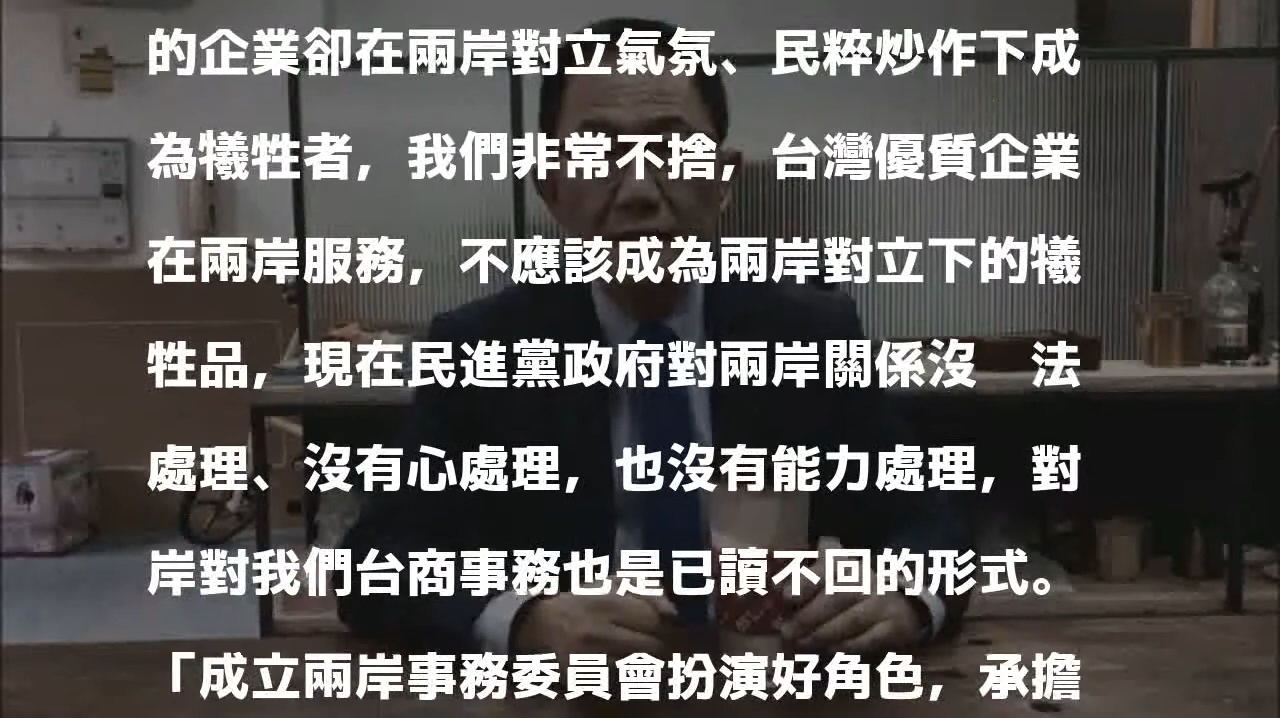 的企業卻在兩岸對立氣氛、民粹炒作下成
為犧牲者，我們非常不捨，台灣優質企業
在兩岸服務，不應該成為兩岸對立下的犧
牲品，現在民進黨政府對兩岸關係沒　法
處理、沒有心處理，也沒有能力處理，對
岸對我們台商事務也是已讀不回的形式。
「成立兩岸事務委員會扮演好角色，承擔